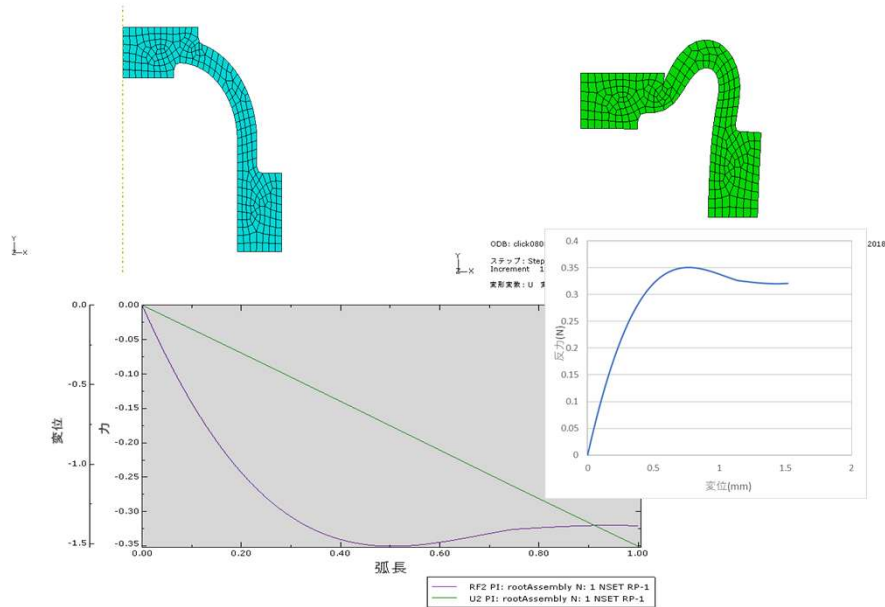 Y
Z X
Y
Z X
ODB: click080
2018
ステップ: Step
Increment 1
変形変数: U
0.4
0.35
0.3
0.25
0.2
0.15
0.1
0.05
0
反力(N)
0 0.5 1 1.5 2
変位(mm)
0.0
-0.5
-1.0
-1.5
変位
0.00
-0.05
-0.10
-0.15
-0.20
-0.25
-0.30
-0.35
力
0.00 0.20 0.40 0.60 0.80 1.00
弧長
RF2 PI: rootAssembly N: 1 NSET RP-1
U2 PI: rootAssembly N: 1 NSET RP-1